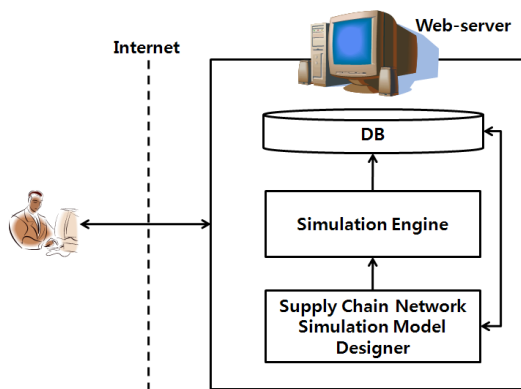 Internet
Web-server
DB
Simulation Engine
Supply Chain Network
Simulation Model
Designer